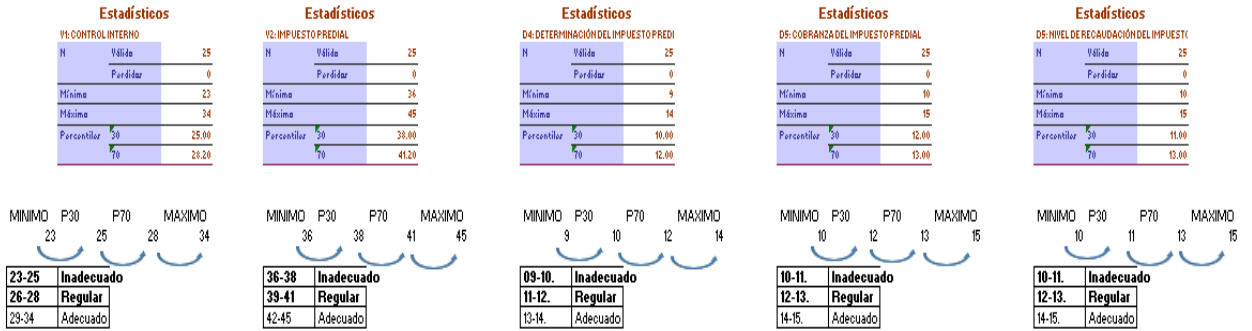 Estadísticos
V1: CONTROL INTERNO
N Válidos 25
Perdidos 0
Mínimo 23
Máximo 34
Percentiles 30 25.00
70 28.20
MINIMO P30 P70 MAXIMO
23 25 28 34
23-25 Inadecuado
26-28 Regular
29-34 Adecuado
Estadísticos
V2: IMPUESTO PREDIAL
N Válidos 25
Perdidos 0
Mínimo 36
Máximo 45
Percentiles 30 38.00
70 41.20
MINIMO P30 P70 MAXIMO
36 38 41 45
36-38 Inadecuado
39-41 Regular
42-45 Adecuado
Estadísticos
D4: DETERMINACIÓN DEL IMPUESTO PREDI
N Válidos 25
Perdidos 0
Mínimo 9
Máximo 14
Percentiles 30 10.00
70 12.00
MINIMO P30 P70 MAXIMO
9 10 12 14
09-10. Inadecuado
11-12. Regular
13-14. Adecuado
Estadísticos
D5: COBRANZA DEL IMPUESTO PREDIAL
N Válidos 25
Perdidos 0
Mínimo 10
Máximo 15
Percentiles 30 12.00
70 13.00
MINIMO P30 P70 MAXIMO
10 12 13 15
10-11. Inadecuado
12-13. Regular
14-15. Adecuado
Estadísticos
D5: NIVEL DE RECAUDACIÓN DEL IMPUESTO
N Válidos 25
Perdidos 0
Mínimo 10
Máximo 15
Percentiles 30 11.00
70 13.00
MINIMO P30 P70 MAXIMO
10 11 13 15
10-11. Inadecuado
12-13. Regular
14-15. Adecuado